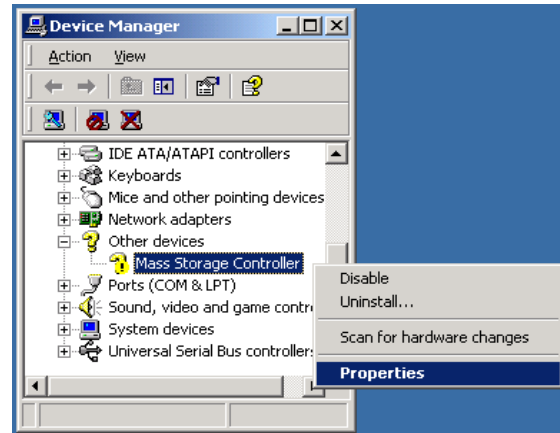 Device Manager
Action View
IDE ATA/ATAPI controllers
Keyboards
Mice and other pointing devices
Network adapters
Other devices
Mass Storage Controller
Ports (COM & LPT)
Sound, video and game contr
System devices
Universal Serial Bus controller
Disable
Uninstall...
Scan for hardware changes
Properties